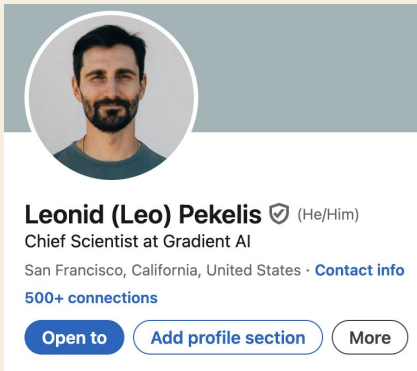 Leonid (Leo) Pekelis (He/Him)
Chief Scientist at Gradient AI
San Francisco, California, United States · Contact info
500+ connections
Open to Add profile section More